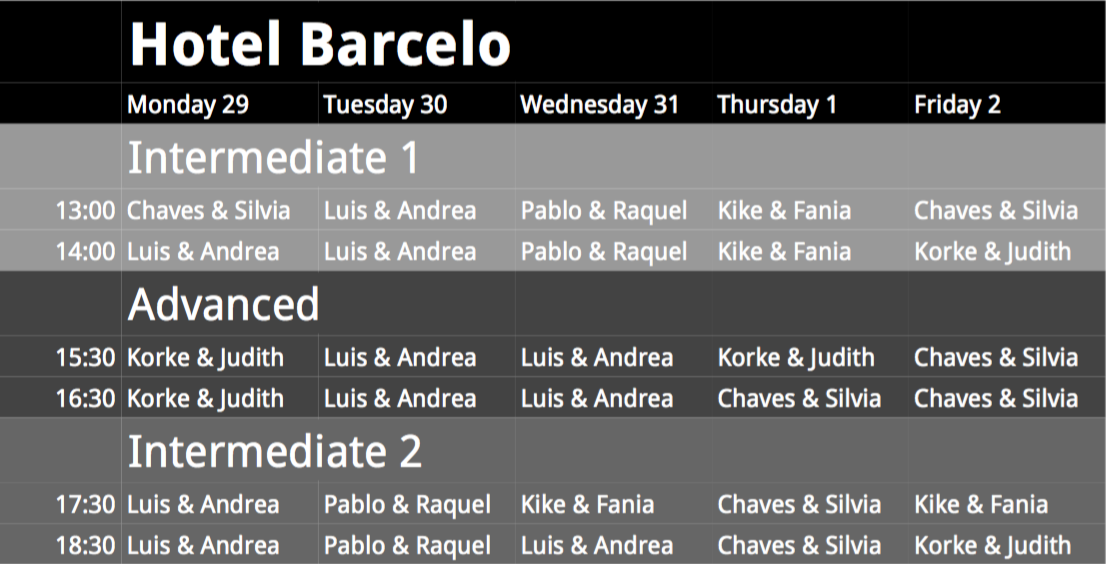 Hotel Barcelo
Monday 29 Tuesday 30 Wednesday 31 Thursday 1 Friday 2
Intermediate 1
13:00 Chaves & Silvia Luis & Andrea Pablo & Raquel Kike & Fania Chaves & Silvia
14:00 Luis & Andrea Luis & Andrea Pablo & Raquel Kike & Fania Korke & Judith
Advanced
15:30 Korke & Judith Luis & Andrea Luis & Andrea Korke & Judith Chaves & Silvia
16:30 Korke & Judith Luis & Andrea Luis & Andrea Chaves & Silvia Chaves & Silvia
Intermediate 2
17:30 Luis & Andrea Pablo & Raquel Kike & Fania Chaves & Silvia Kike & Fania
18:30 Luis & Andrea Pablo & Raquel Luis & Andrea Chaves & Silvia Korke & Judith